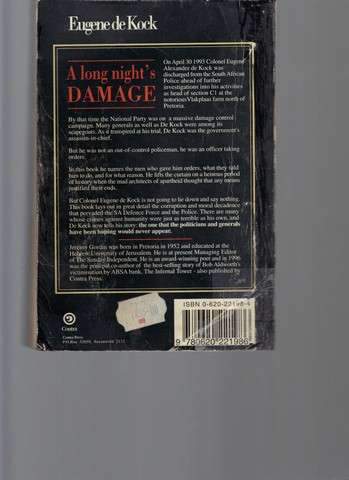 Eugene de Kock
A long night's
DAMAGE
On April 30 1993 Colonel Eugene
Alexander de Kock was
discharged from the South African
Police ahead of further
investigations into his activities
as head of section C1 at the
notorious Vlakplaas farm north of
Pretoria.
By that time the National Party was on a massive damage control
campaign. Many generals as well as De Kock were among its
scapegoats. As it transpired at his trial, De Kock was the government's
assassin-in-chief.
But he was not an out-of-control policeman, he was an officer taking
orders.
In this book he names the men who gave him orders, what they told
him to do, and for what reason. He lifts the curtain on a heinous period
of history when the mad architects of apartheid thought that any means
justified their ends.
But Colonel Eugene de Kock is not going to lie down and say nothing.
This book lays out in great detail the corruption and moral decadence
that pervaded the SA Defence Force and the Police. There are many
whose crimes against humanity were just as terrible as his own, and
De Kock now tells his story: the one that the politicians and generals
have been hoping would never appear.
Jeremy Gordin was born in Pretoria in 1952 and educated at the
Hebrew University of Jerusalem. He is at present Managing Editor
of The Sunday Independent. He is an award-winning poet and in 1996
was the principal co-author of the best-selling story of Bob Aldworth's
victimisation by ABSA bank, The Infernal Tower - also published by
Contra Press.
Contra
Contra Press
ISBN 0-620-22198-4
9 780620 221986